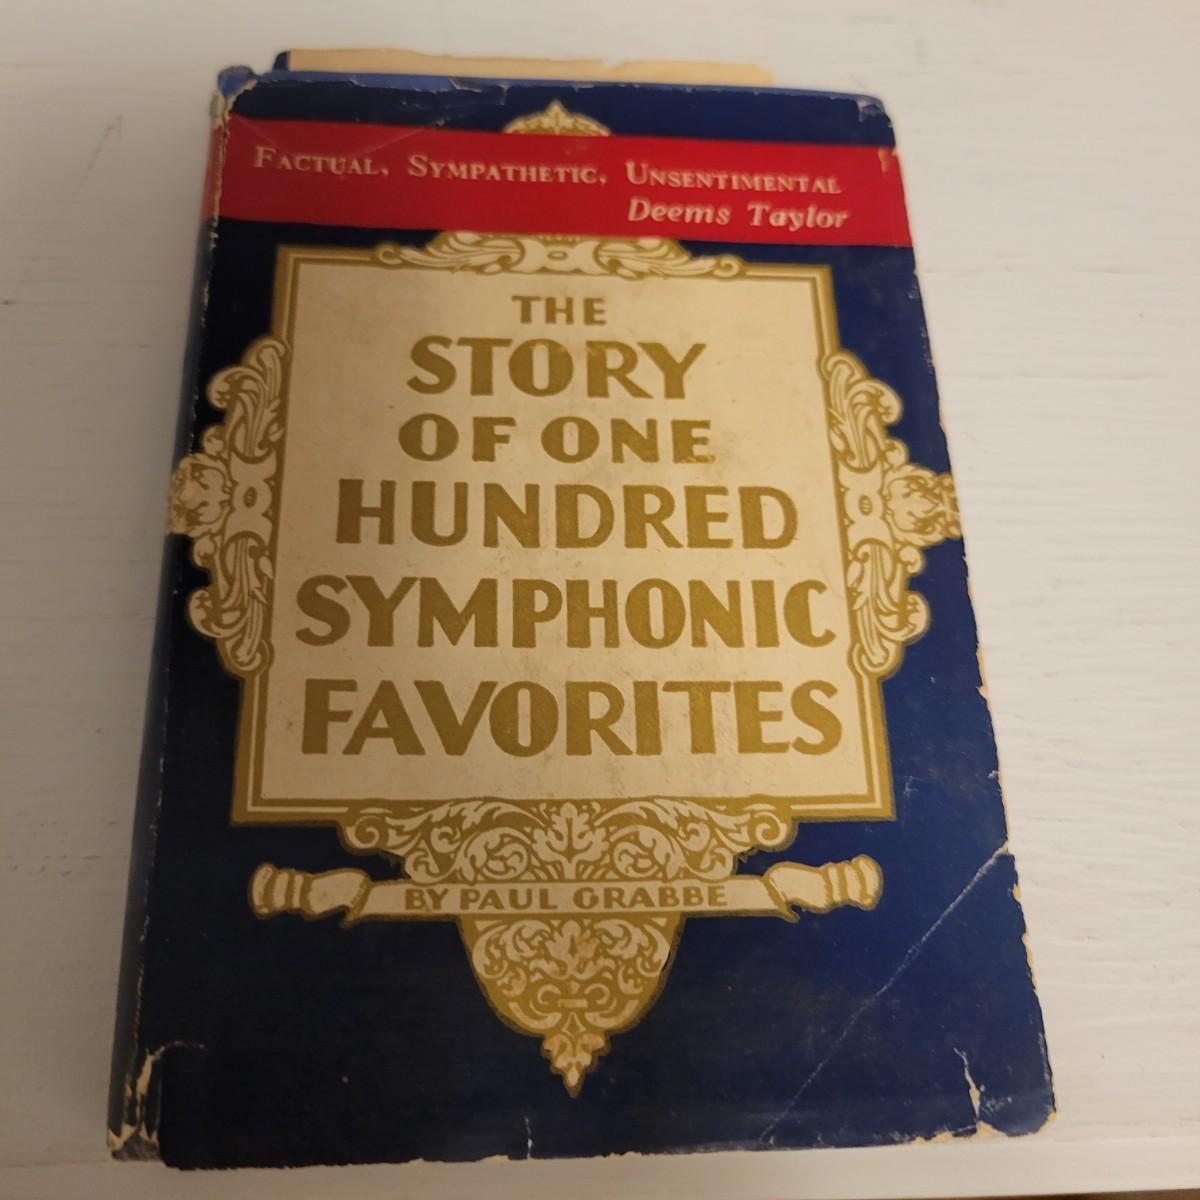 FACTUAL, SYMPATHETIC, UNSENTIMENTAL
Deems Taylor
THE
STORY
OF ONE
HUNDRED
SYMPHONIC
FAVORITES
BY PAUL GRABBE